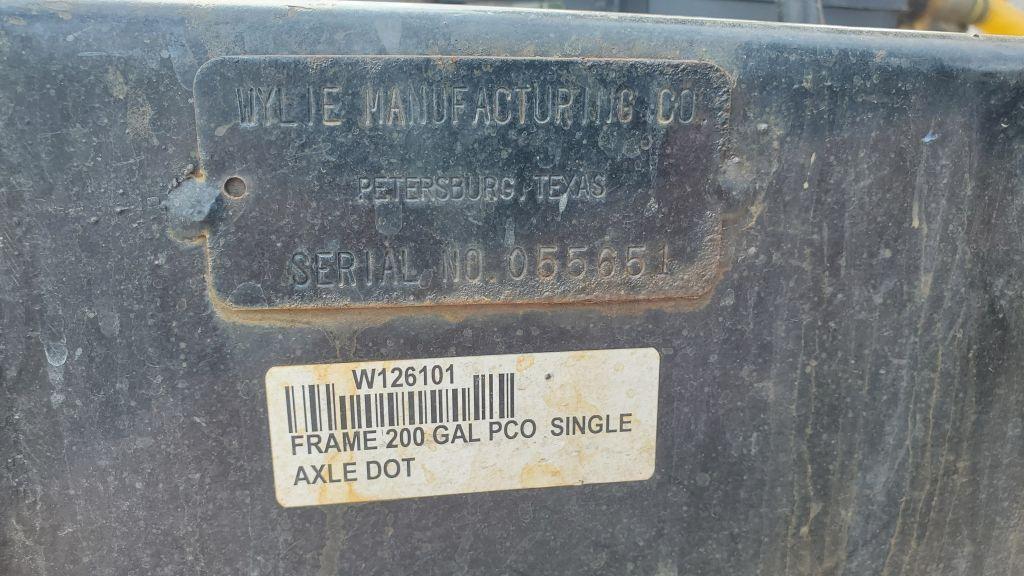 WYLIE MANUFACTURING CO.
PETERSBURG, TEXAS
SERIAL NO. 055651
W126101
FRAME 200 GAL PCO SINGLE
AXLE DOT